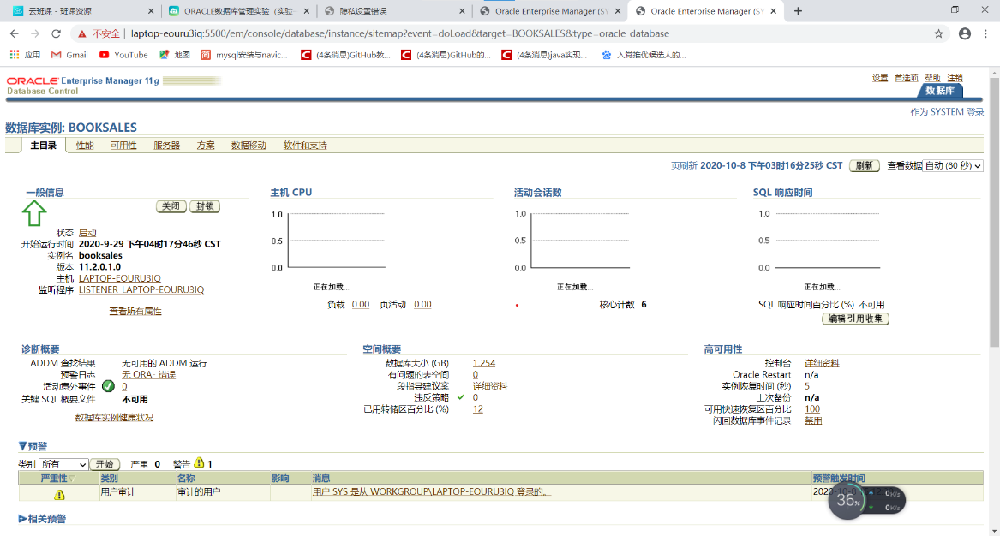 云班课 - 班课资源
ORACLE数据库管理实验（实验一
隐私设置错误
Oracle Enterprise Manager (SY
Oracle Enterprise Manager (SY
不安全 | laptop-eouru3iq:5500/em/console/database/instance/sitemap?event=doLoad&target=BOOKSALES&type=oracle_database
应用 Gmail YouTube 地图 mysql安装与navic... (4条消息)GitHub教... (4条消息)GitHub的... (4条消息)java实现... 入党推优候选人的...
ORACLE Enterprise Manager 11g
Database Control
设置 首选项 帮助 注销
数据库
作为 SYSTEM 登录
数据库实例: BOOKSALES
主目录 性能 可用性 服务器 方案 数据移动 软件和支持
页刷新 2020-10-8 下午03时16分25秒 CST 刷新 查看数据 自动 (60 秒)
一般信息
关闭 封锁
状态 启动
开始运行时间 2020-9-29 下午04时17分46秒 CST
实例名 booksales
版本 11.2.0.1.0
主机 LAPTOP-EOURU3IQ
监听程序 LISTENER_LAPTOP-EOURU3IQ
查看所有属性
主机 CPU
1.0
0.5
0.0
正在加载...
负载 0.00 页活动 0.00
活动会话数
1.0
0.5
0.0
正在加载...
核心计数 6
SQL 响应时间
1.0
0.5
0.0
正在加载...
SQL 响应时间百分比 (%) 不可用
编辑引用收集
诊断概要
ADDM 查找结果 无可用的 ADDM 运行
预警日志 无 ORA- 错误
活动意外事件 0
关键 SQL 概要文件 不可用
数据库实例健康状况
空间概要
数据库大小 (GB) 1.254
有问题的表空间 0
段指导建议案 详细资料
违反策略 0
已用转储区百分比 (%) 12
高可用性
控制台 详细资料
Oracle Restart n/a
实例恢复时间 (秒) 5
上次备份 n/a
可用快速恢复区百分比 100
闪回数据库事件记录 禁用
预警
类别 所有 开始 严重 0 警告 1
严重性 类别 名称 影响 消息 预警触发时间
用户审计 审计的用户 用户 SYS 是从 WORKGROUP\LAPTOP-EOURU3IQ 登录的。 2020-10-8
36%
0K/s
0K/s
相关预警